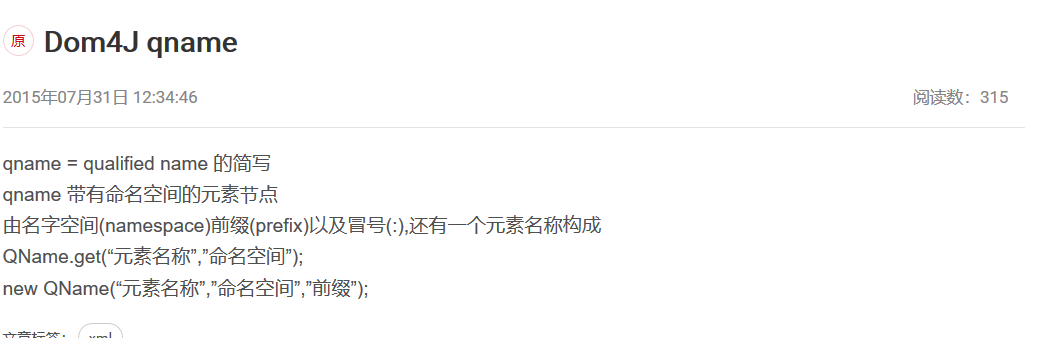 原 Dom4J qname
2015年07月31日 12:34:46 阅读数：315
qname = qualified name 的简写
qname 带有命名空间的元素节点
由名字空间(namespace)前缀(prefix)以及冒号(:),还有一个元素名称构成
QName.get(“元素名称”,”命名空间”);
new QName(“元素名称”,”命名空间”,”前缀”);
文章标签： xml